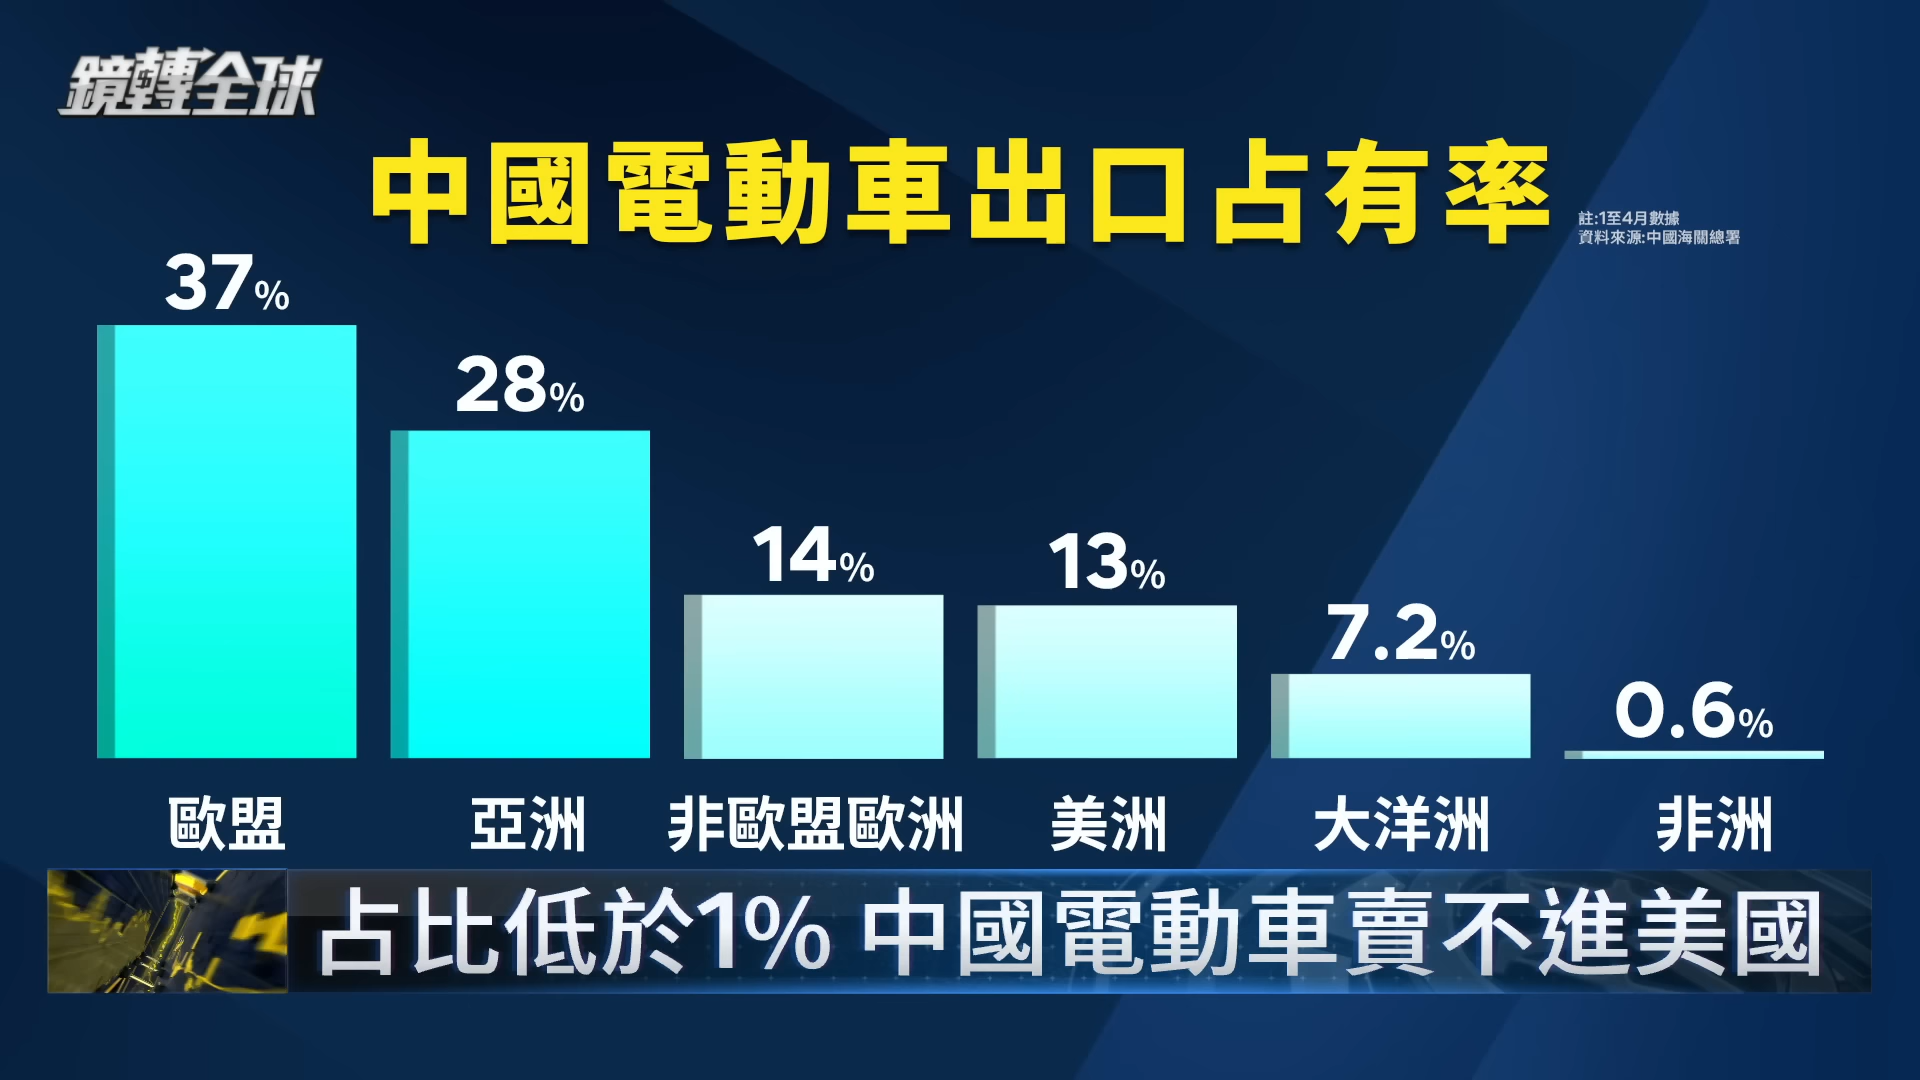 鏡轉全球
中國電動車出口占有率
註:1至4月數據
資料來源:中國海關總署
37%
28%
14%
13%
7.2%
0.6%
歐盟
亞洲
非歐盟歐洲
美洲
大洋洲
非洲
占比低於1% 中國電動車賣不進美國